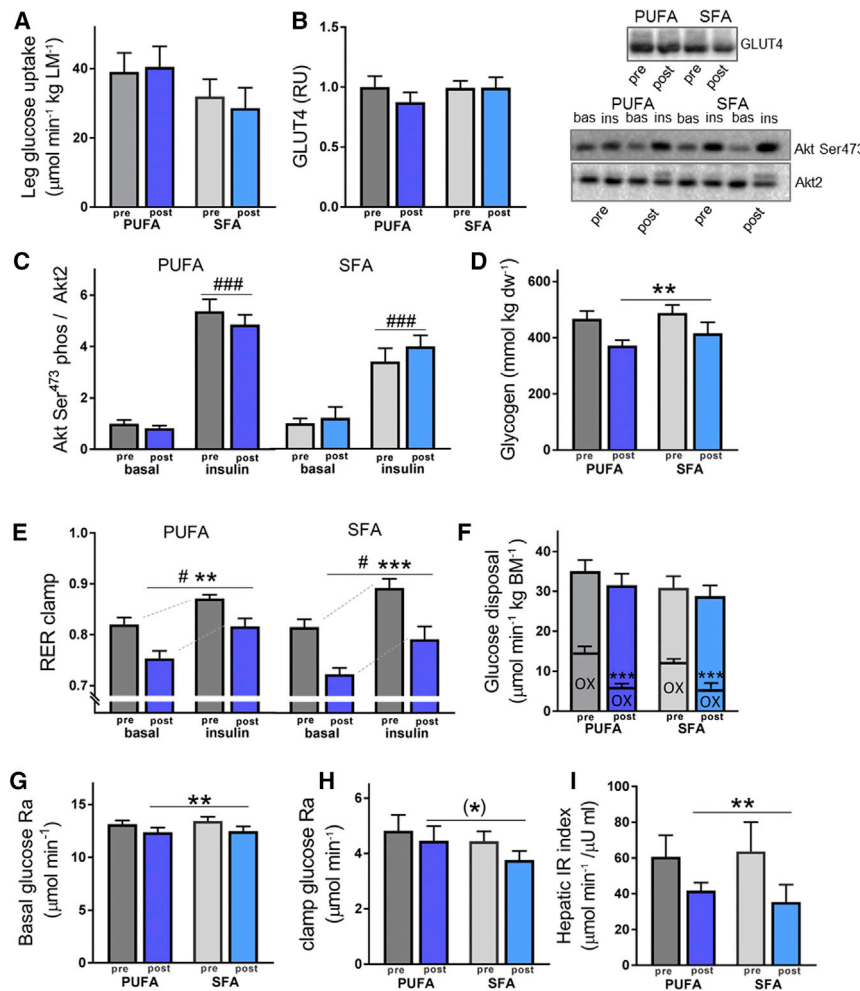 A
Leg glucose uptake
(µmol min⁻¹ kg LM⁻¹)
40
20
0
pre post pre post
PUFA SFA
B
GLUT4 (RU)
1.5
1.0
0.5
0.0
pre post pre post
PUFA SFA
PUFA SFA
GLUT4
pre post pre post
PUFA SFA
bas ins bas ins bas ins bas ins
Akt Ser473
Akt2
pre post pre post
C
PUFA SFA
Akt Ser⁴⁷³ phos / Akt2
6
4
2
0
### ###
pre post pre post pre post pre post
basal insulin basal insulin
D
Glycogen (mmol kg dw⁻¹)
600
400
200
0
**
pre post pre post
PUFA SFA
E
PUFA SFA
RER clamp
1.0
0.9
0.8
0.7
# ** # ***
pre post pre post pre post pre post
basal insulin basal insulin
F
Glucose disposal
(µmol min⁻¹ kg BM⁻¹)
40
30
20
10
0
*** ***
OX OX OX OX
pre post pre post
PUFA SFA
G
Basal glucose Ra
(µmol min⁻¹)
15
10
5
0
**
pre post pre post
PUFA SFA
H
clamp glucose Ra
(µmol min⁻¹)
6
4
2
0
(*)
pre post pre post
PUFA SFA
I
Hepatic IR index
(µmol min⁻¹ /µU ml)
100
80
60
40
20
0
**
pre post pre post
PUFA SFA